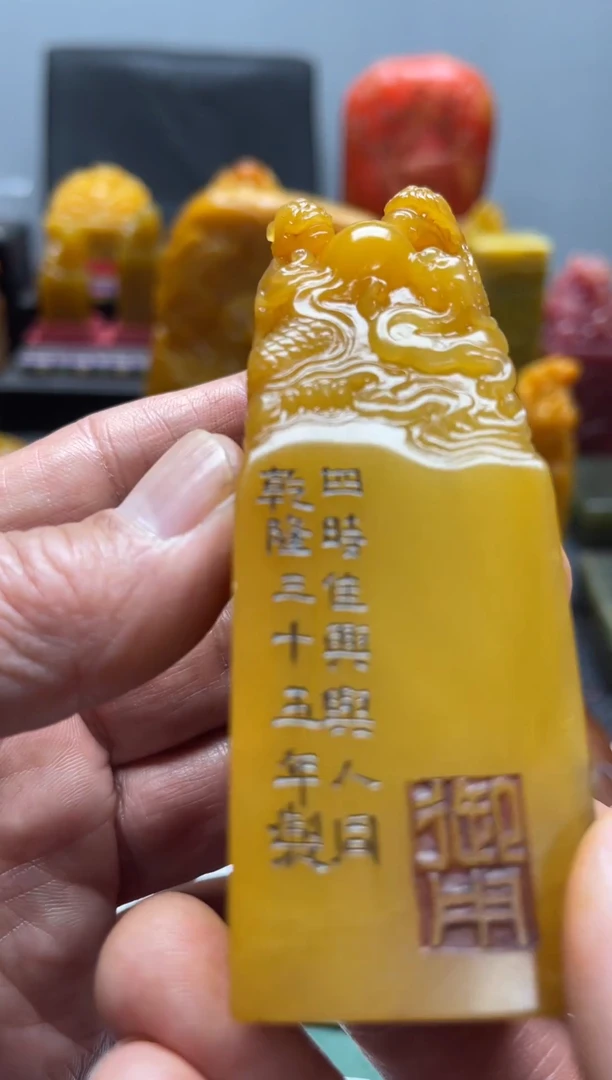 四時佳興與人同
乾隆三十五年製
御用